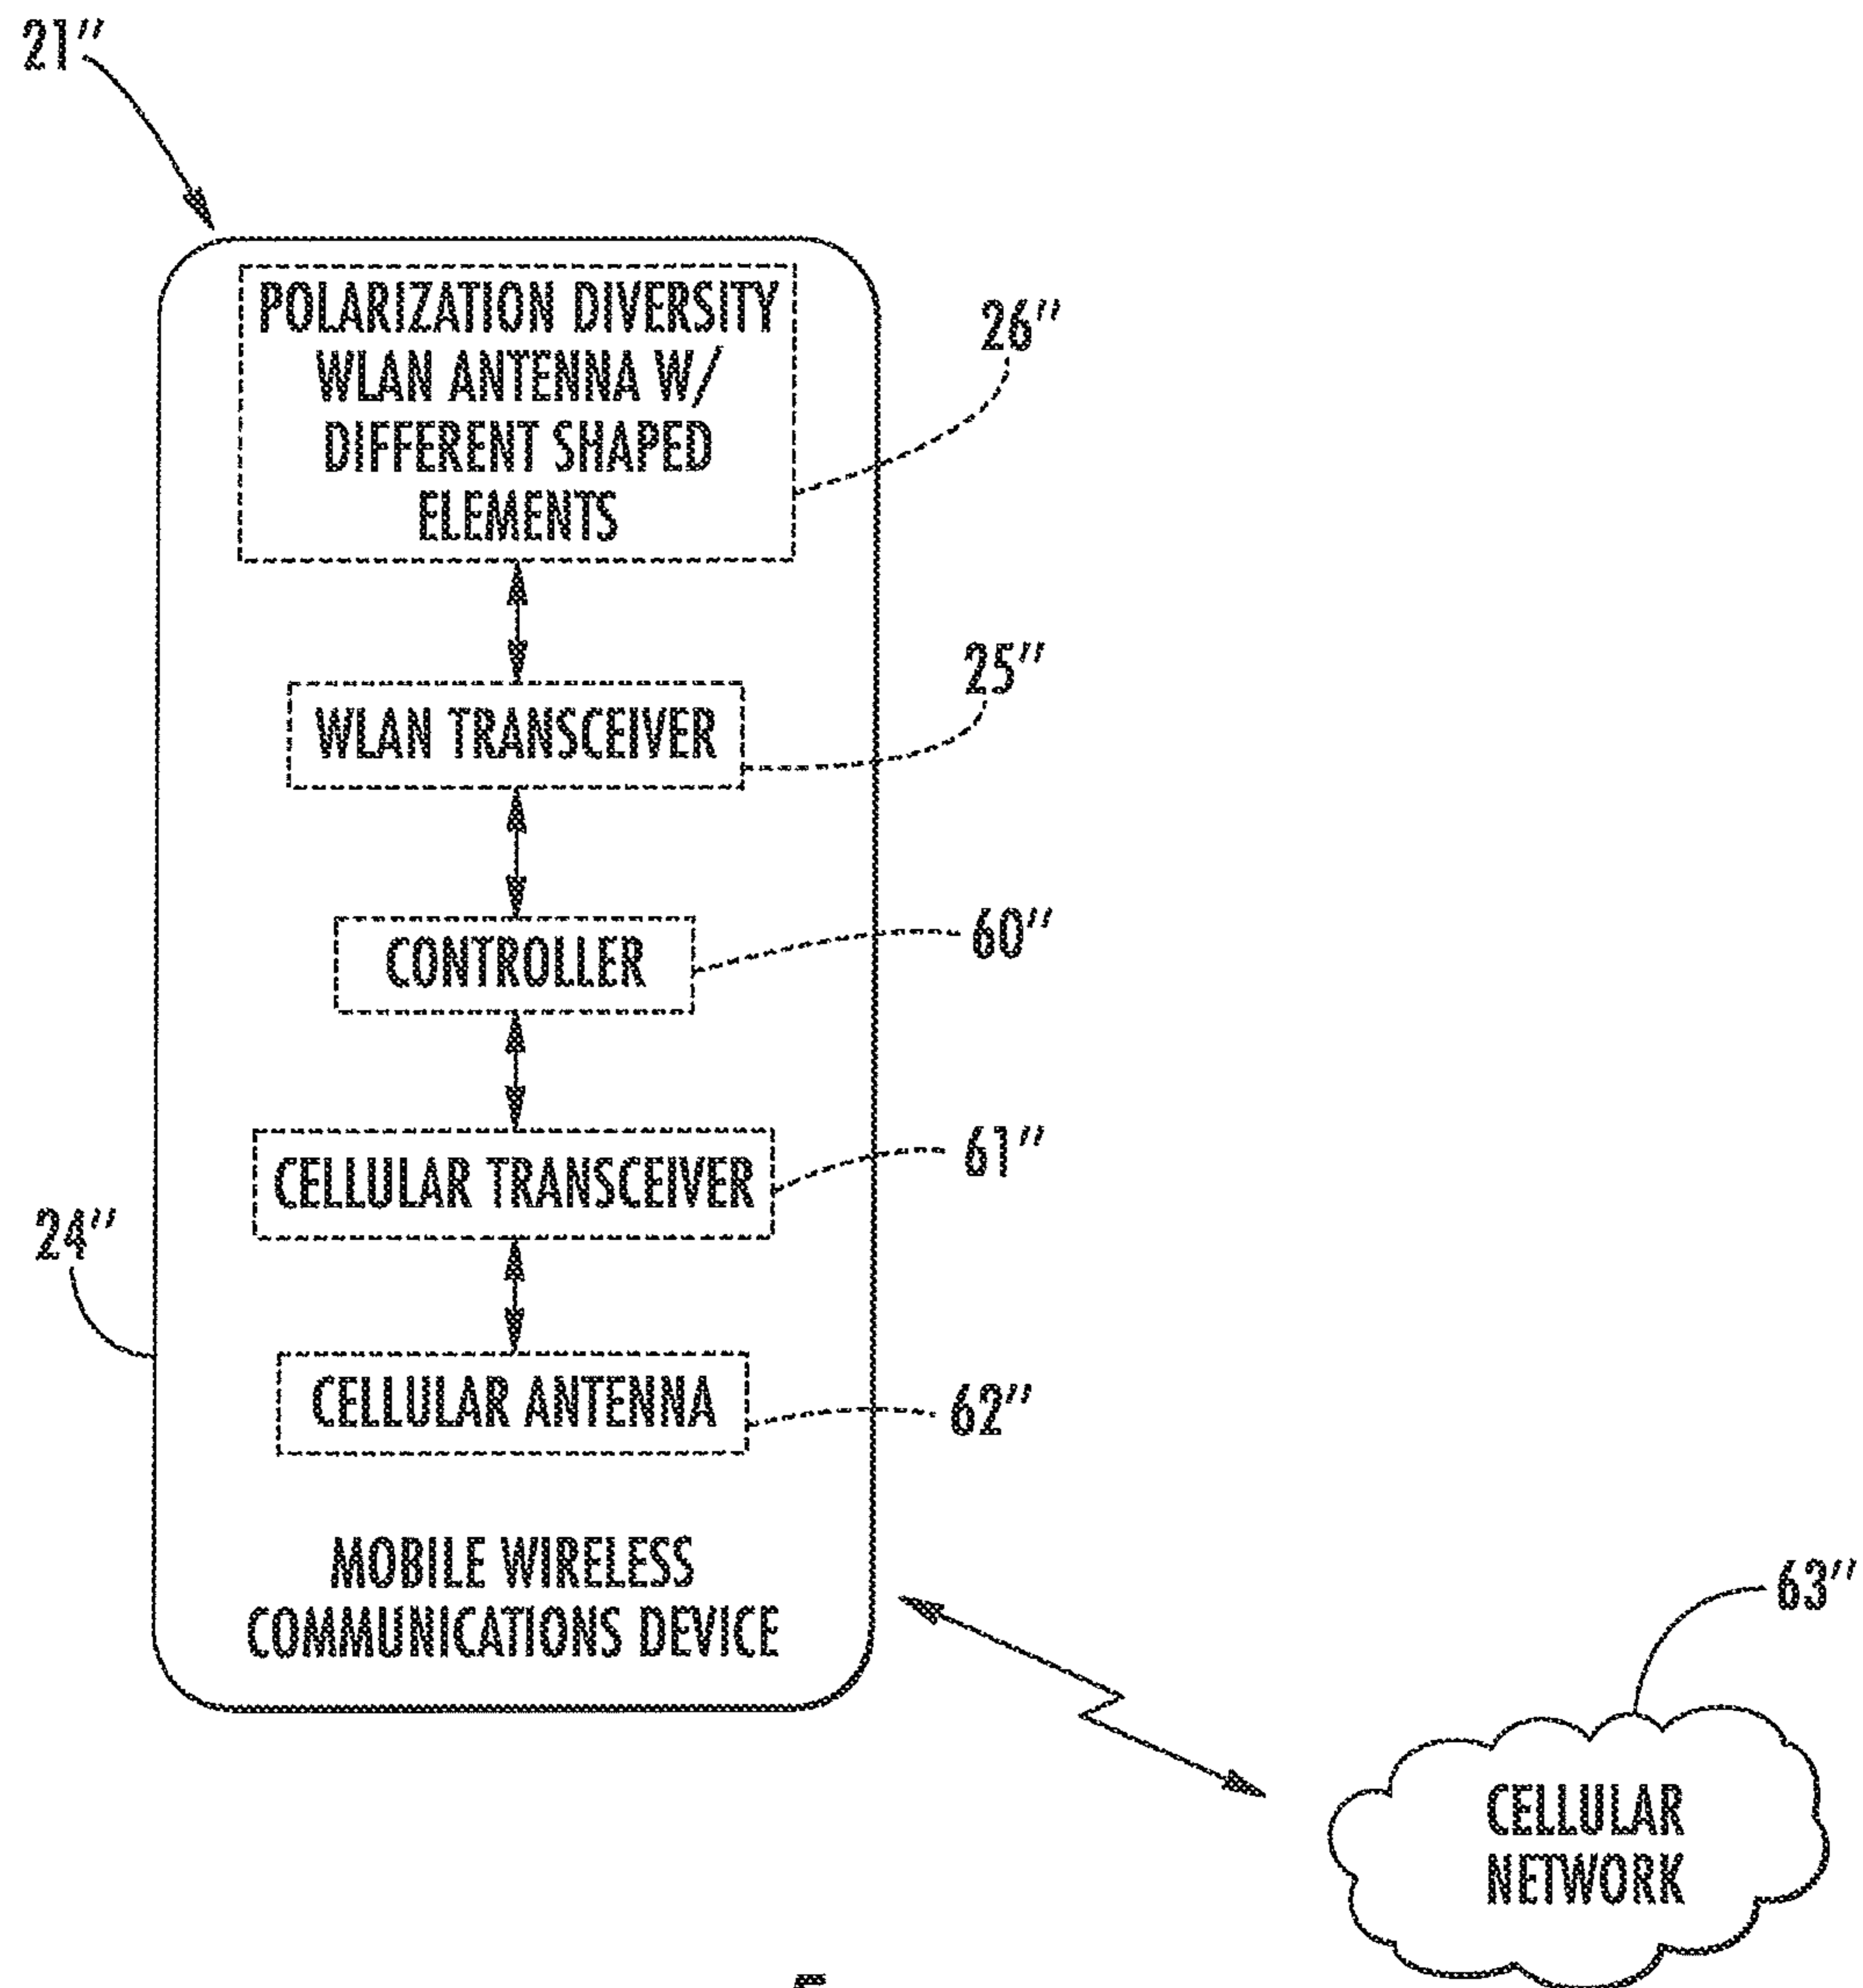 21″
POLARIZATION DIVERSITY
WLAN ANTENNA W/
DIFFERENT SHAPED
ELEMENTS
26″
WLAN TRANSCEIVER
25″
CONTROLLER
60″
CELLULAR TRANSCEIVER
61″
24″
CELLULAR ANTENNA
62″
MOBILE WIRELESS
COMMUNICATIONS DEVICE
63″
CELLULAR
NETWORK